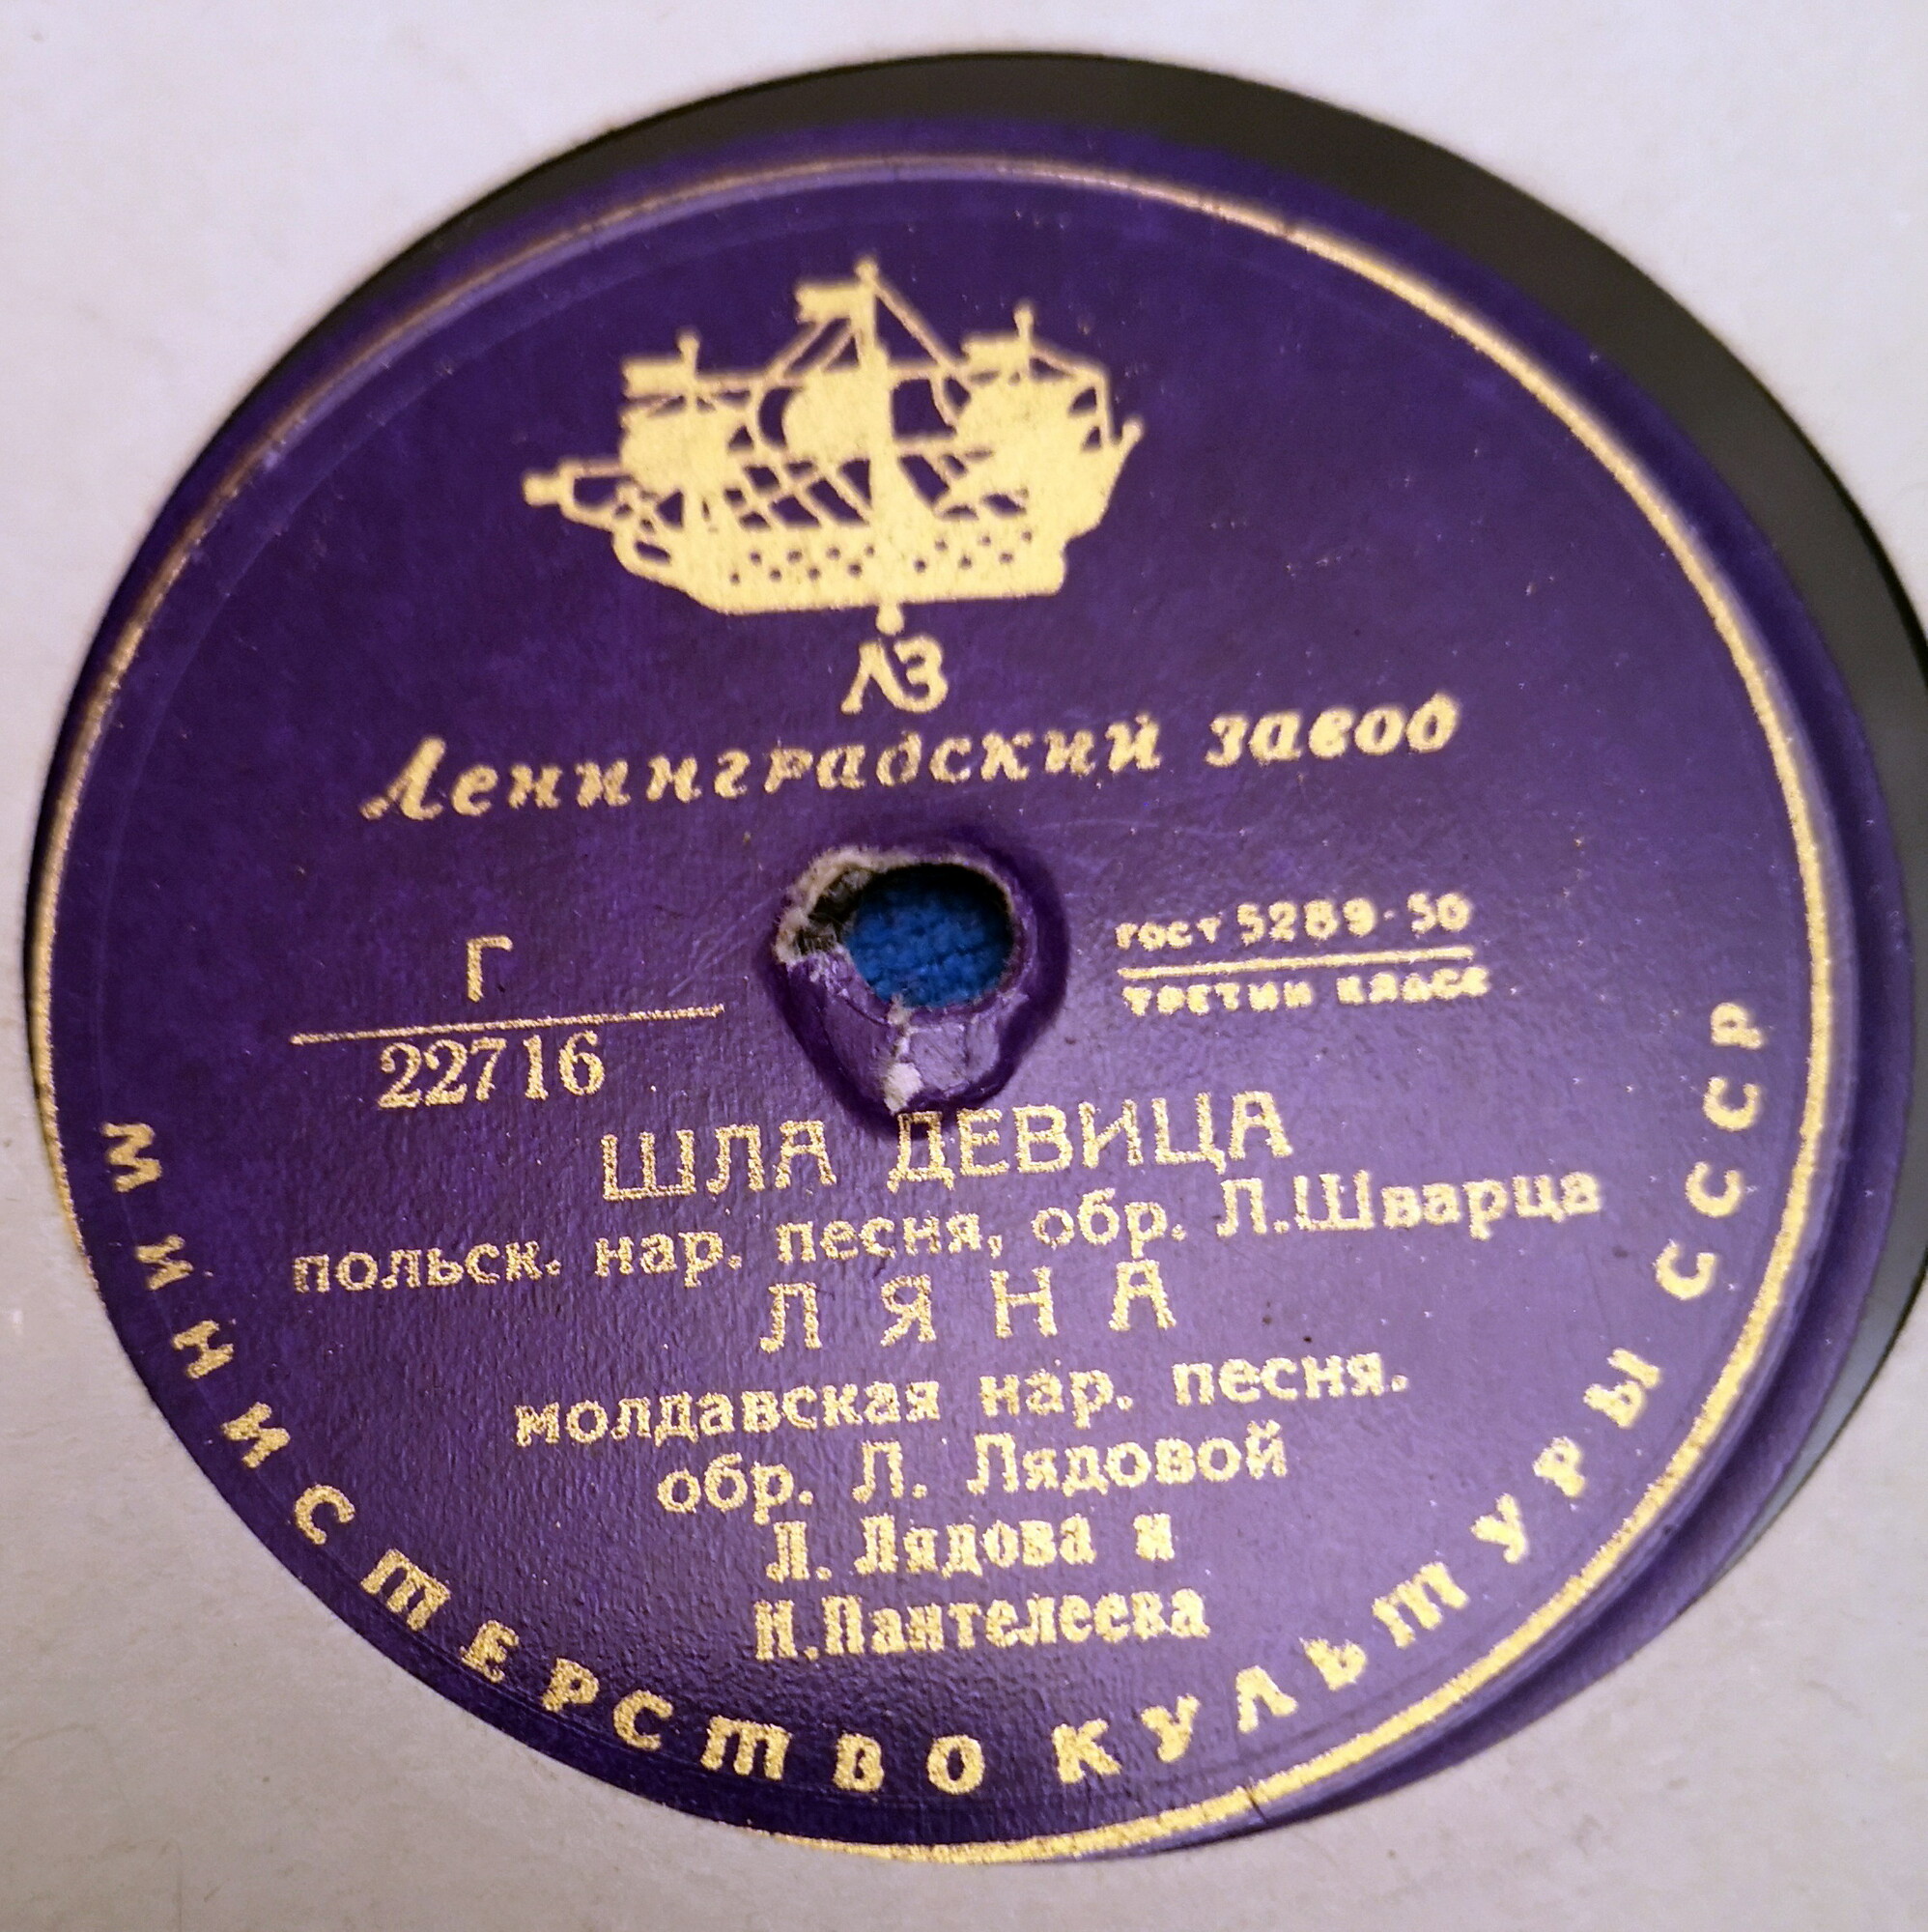 ЛЗ
Ленинградский завод
Г
22716
ГОСТ 5289-50
ТРЕТИЙ КЛАСС
ШЛА ДЕВИЦА
польск. нар. песня, обр. Л.Шварца
ЛЯНА
молдавская нар. песня.
обр. Л. Лядовой
Л. Лядова и
Н.Пантелеева
МИНИСТЕРСТВО КУЛЬТУРЫ СССР